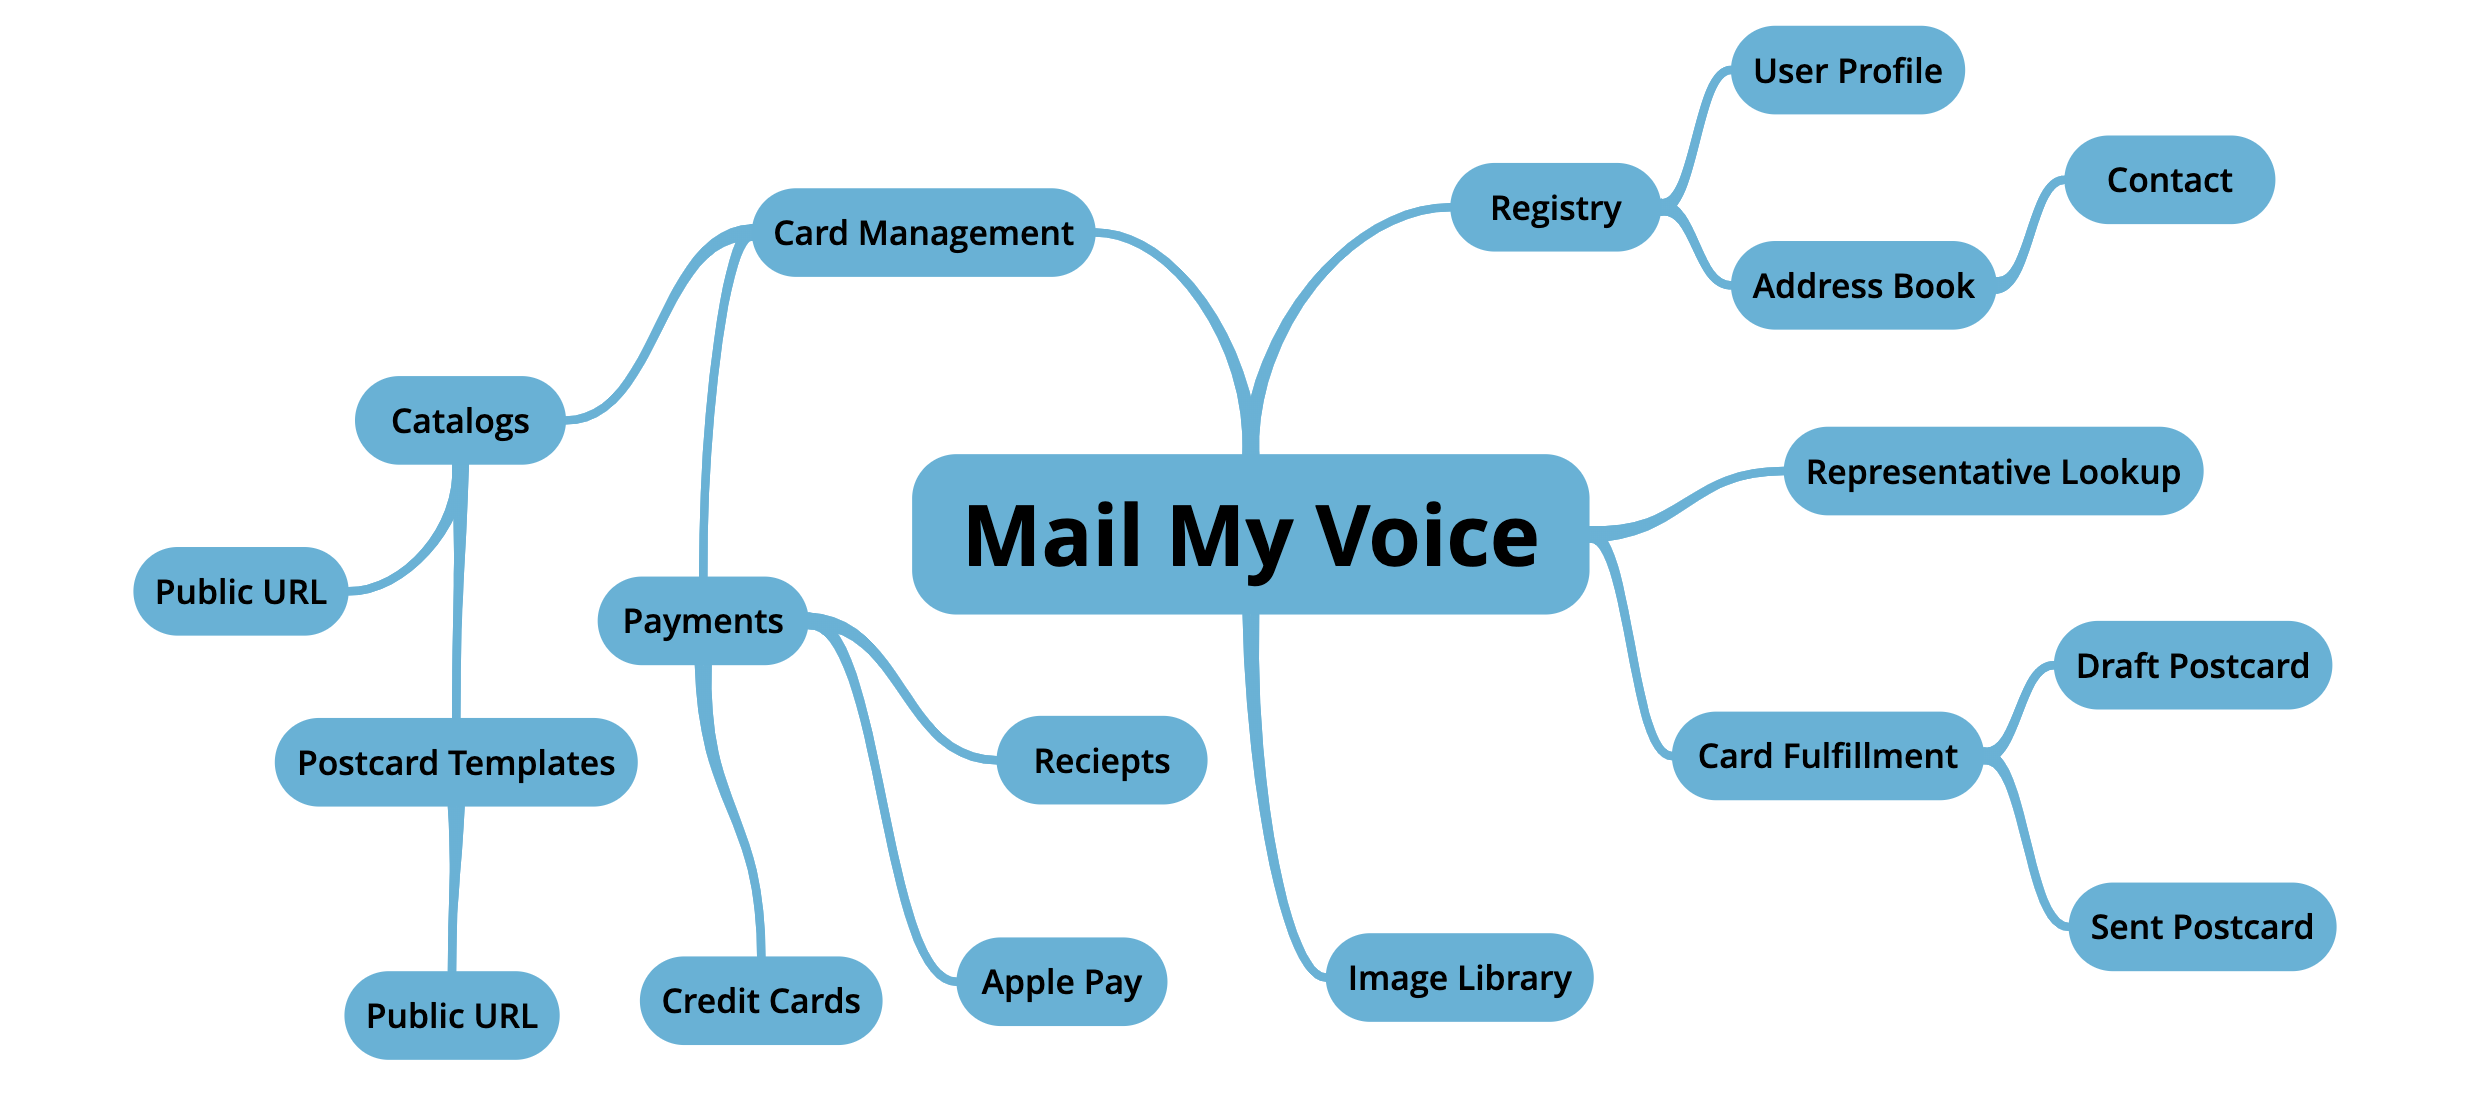 User Profile
Contact
Registry
Card Management
Address Book
Catalogs
Representative Lookup
Mail My Voice
Public URL
Payments
Draft Postcard
Card Fulfillment
Reciepts
Postcard Templates
Sent Postcard
Image Library
Apple Pay
Credit Cards
Public URL